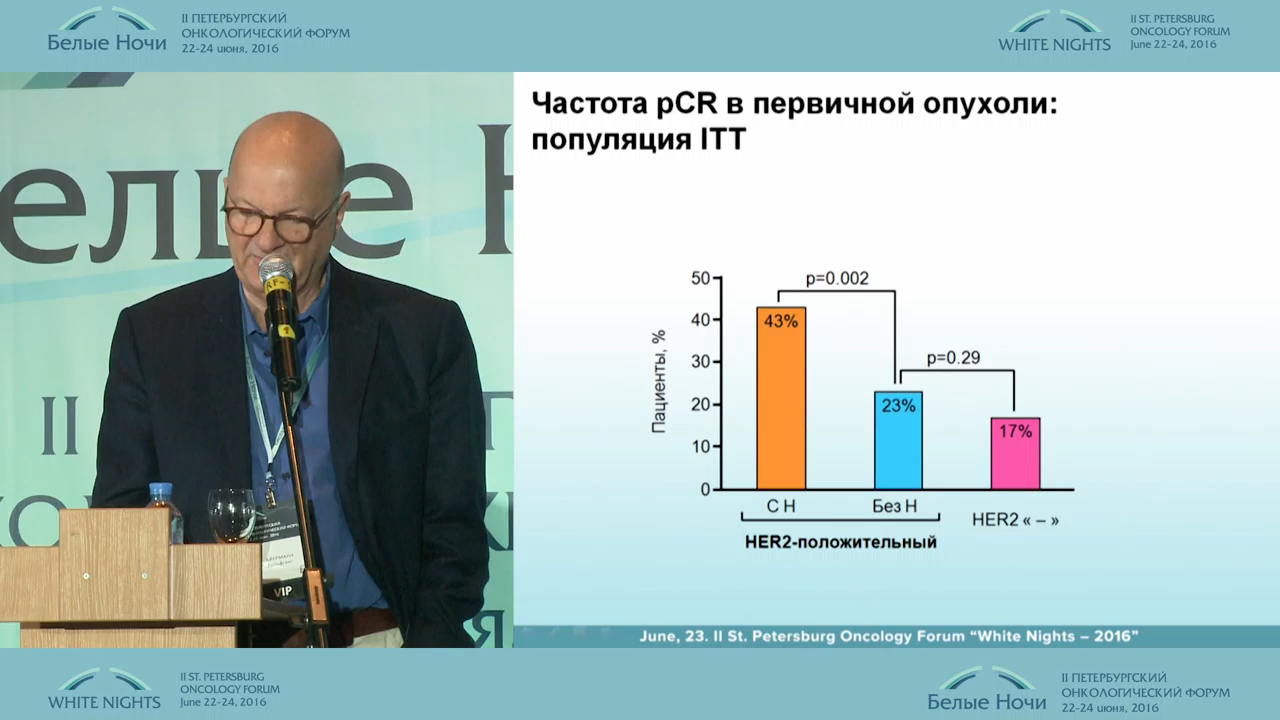 II ПЕТЕРБУРГСКИЙ
ОНКОЛОГИЧЕСКИЙ ФОРУМ
22-24 июня, 2016
Белые Ночи
II ST. PETERSBURG
ONCOLOGY FORUM
June 22-24, 2016
WHITE NIGHTS
елые Н
II
VIP
Частота pCR в первичной опухоли:
популяция ITT
Пациенты, %
50
40
30
20
10
0
p=0.002
p=0.29
43%
23%
17%
С Н
Без Н
HER2 « – »
HER2-положительный
June, 23. II St. Petersburg Oncology Forum “White Nights – 2016”
WHITE NIGHTS
II ST. PETERSBURG
ONCOLOGY FORUM
June 22-24, 2016
Белые Ночи
II ПЕТЕРБУРГСКИЙ
ОНКОЛОГИЧЕСКИЙ ФОРУМ
22-24 июня, 2016